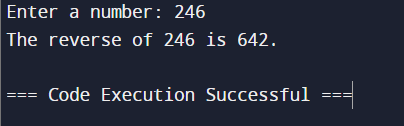 Enter a number: 246
The reverse of 246 is 642.
=== Code Execution Successful ===